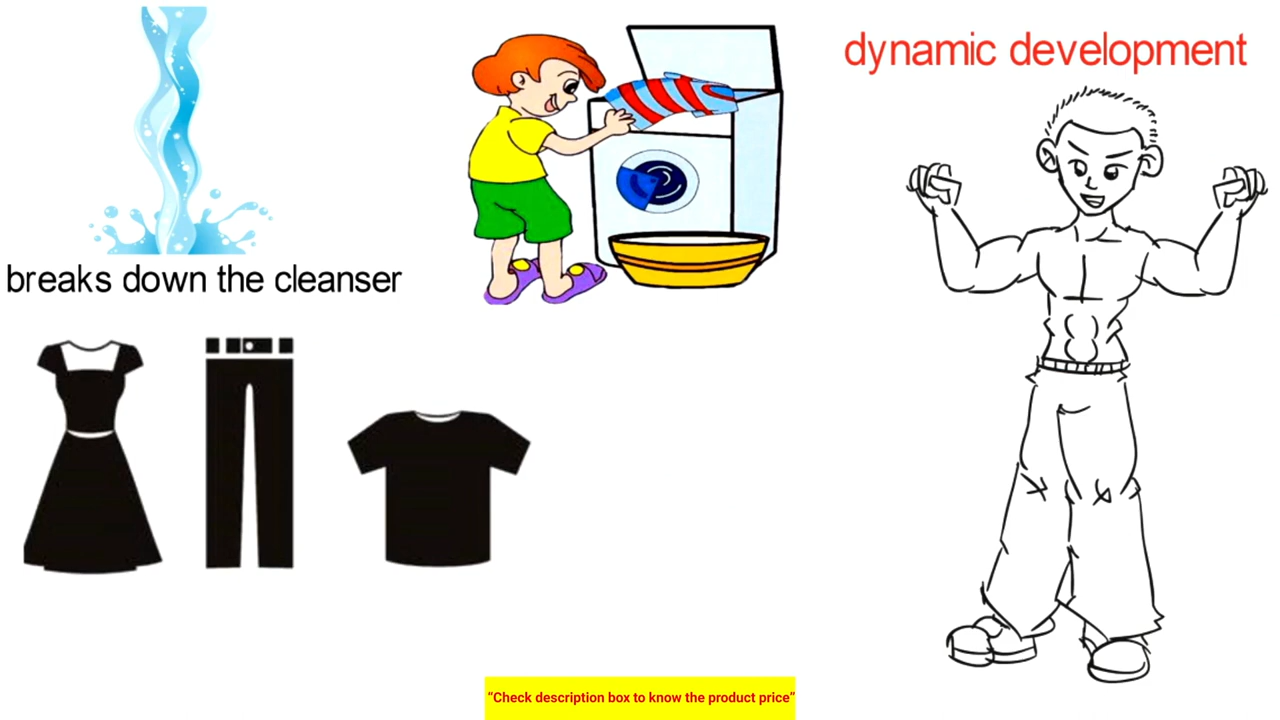 dynamic development
breaks down the cleanser
“Check description box to know the product price”